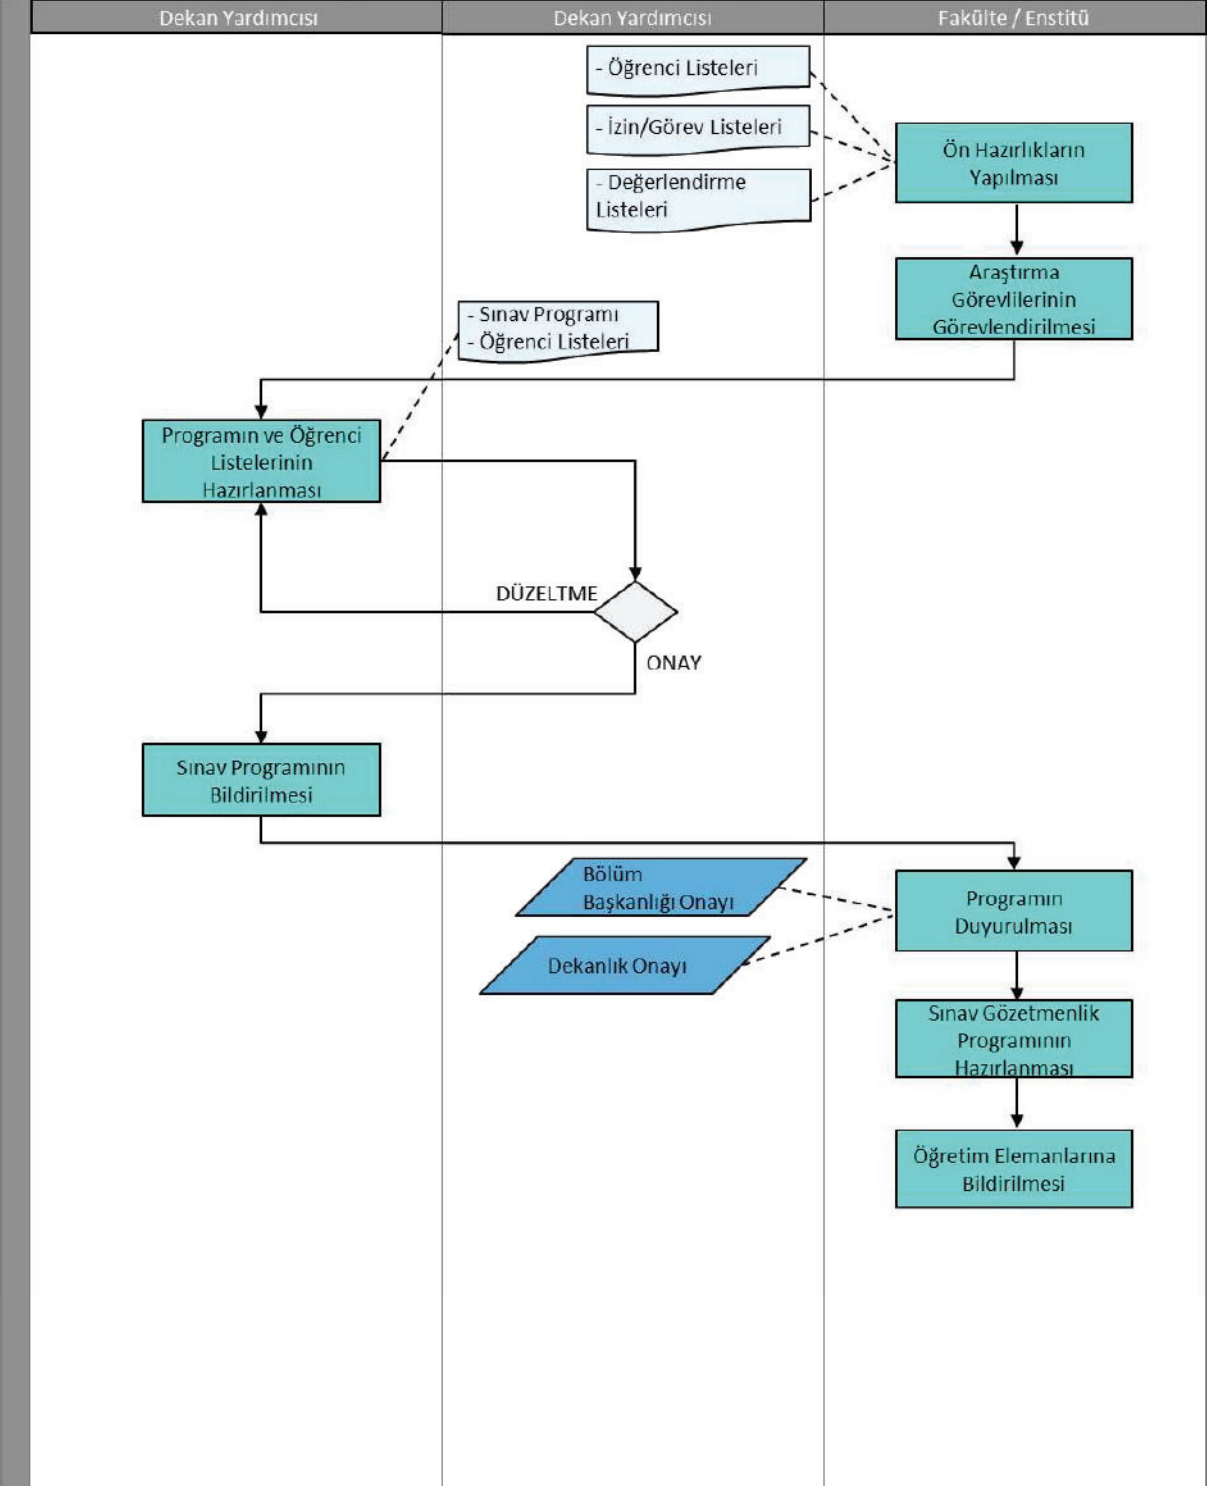 Dekan Yardımcısı
Dekan Yardımcısı
Fakülte / Enstitü
- Öğrenci Listeleri
- İzin/Görev Listeleri
- Değerlendirme
Listeleri
Ön Hazırlıkların
Yapılması
Araştırma
Görevlilerinin
Görevlendirilmesi
- Sınav Programı
- Öğrenci Listeleri
Programın ve Öğrenci
Listelerinin
Hazırlanması
DÜZELTME
ONAY
Sınav Programının
Bildirilmesi
Bölüm
Başkanlığı Onayı
Dekanlık Onayı
Programın
Duyurulması
Sınav Gözetmenlik
Programının
Hazırlanması
Öğretim Elemanlarına
Bildirilmesi